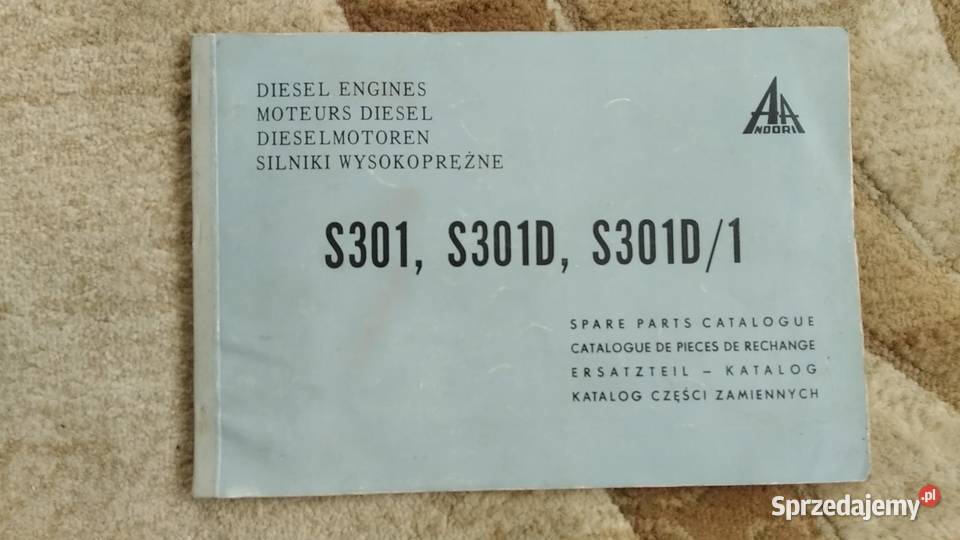 DIESEL ENGINES
MOTEURS DIESEL
DIESELMOTOREN
SILNIKI WYSOKOPRĘŻNE
ANDORIA
S301, S301D, S301D/1
SPARE PARTS CATALOGUE
CATALOGUE DE PIECES DE RECHANGE
ERSATZTEIL – KATALOG
KATALOG CZĘŚCI ZAMIENNYCH
Sprzedajemy.pl